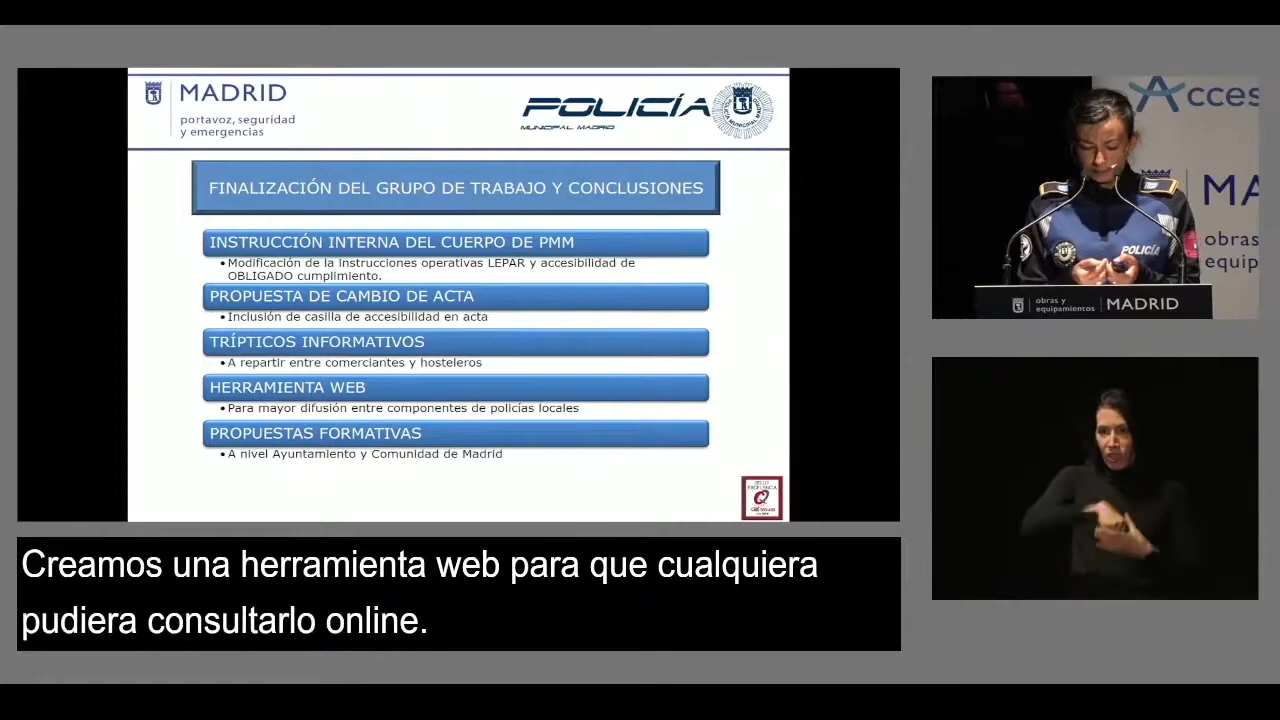 MADRID
portavoz, seguridad
y emergencias
POLICÍA
MUNICIPAL MADRID
FINALIZACIÓN DEL GRUPO DE TRABAJO Y CONCLUSIONES
INSTRUCCIÓN INTERNA DEL CUERPO DE PMM
• Modificación de la instrucciones operativas LEPAR y accesibilidad de
OBLIGADO cumplimiento.
PROPUESTA DE CAMBIO DE ACTA
• Inclusión de casilla de accesibilidad en acta
TRÍPTICOS INFORMATIVOS
• A repartir entre comerciantes y hosteleros
HERRAMIENTA WEB
• Para mayor difusión entre componentes de policías locales
PROPUESTAS FORMATIVAS
• A nivel Ayuntamiento y Comunidad de Madrid
Acces
MA
obras
equip
POLICÍA
obras y
equipamientos
MADRID
Creamos una herramienta web para que cualquiera
pudiera consultarlo online.